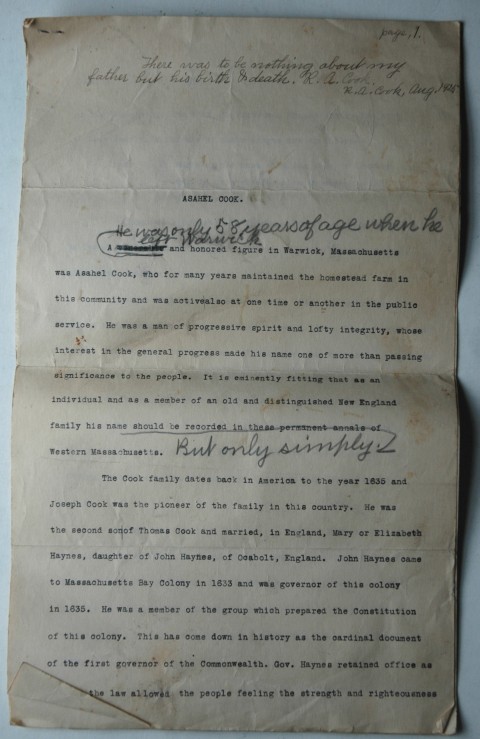 page, 1.
There was to be nothing about my
father but his birth & death. R. A. Cook.
R. A. Cook, Aug.
ASAHEL COOK.
He was only 58 years of age when he
left Warwick
A and honored figure in Warwick, Massachusetts
was Asahel Cook, who for many years maintained the homestead farm in
this community and was activealso at one time or another in the public
service. He was a man of progressive spirit and lofty integrity, whose
interest in the general progress made his name one of more than passing
significance to the people. It is eminently fitting that as an
individual and as a member of an old and distinguished New England
family his name should be recorded in these permanent annals of
Western Massachusetts. But only simply.
The Cook family dates back in America to the year 1635 and
Joseph Cook was the pioneer of the family in this country. He was
the second sonof Thomas Cook and married, in England, Mary or Elizabeth
Haynes, daughter of John Haynes, of Ocabolt, England. John Haynes came
to Massachusetts Bay Colony in 1633 and was governor of this colony
in 1635. He was a member of the group which prepared the Constitution
of this colony. This has come down in history as the cardinal document
of the first governor of the Commonwealth. Gov. Haynes retained office as
the law allowed the people feeling the strength and righteousness